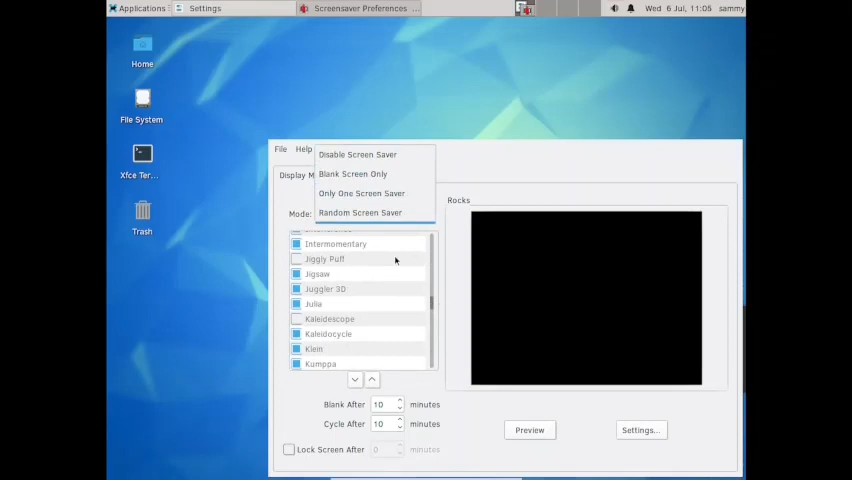 Applications
Settings
Screensaver Preferences ...
Wed 6 Jul, 11:05 sammy
Home
File System
Xfce Ter...
Trash
File Help
Disable Screen Saver
Blank Screen Only
Only One Screen Saver
Random Screen Saver
Display M
Mode:
Intermomentary
Jiggly Puff
Jigsaw
Juggler 3D
Julia
Kaleidescope
Kaleidocycle
Klein
Kumppa
Rocks
Blank After 10 minutes
Cycle After 10 minutes
Lock Screen After 0 minutes
Preview
Settings...